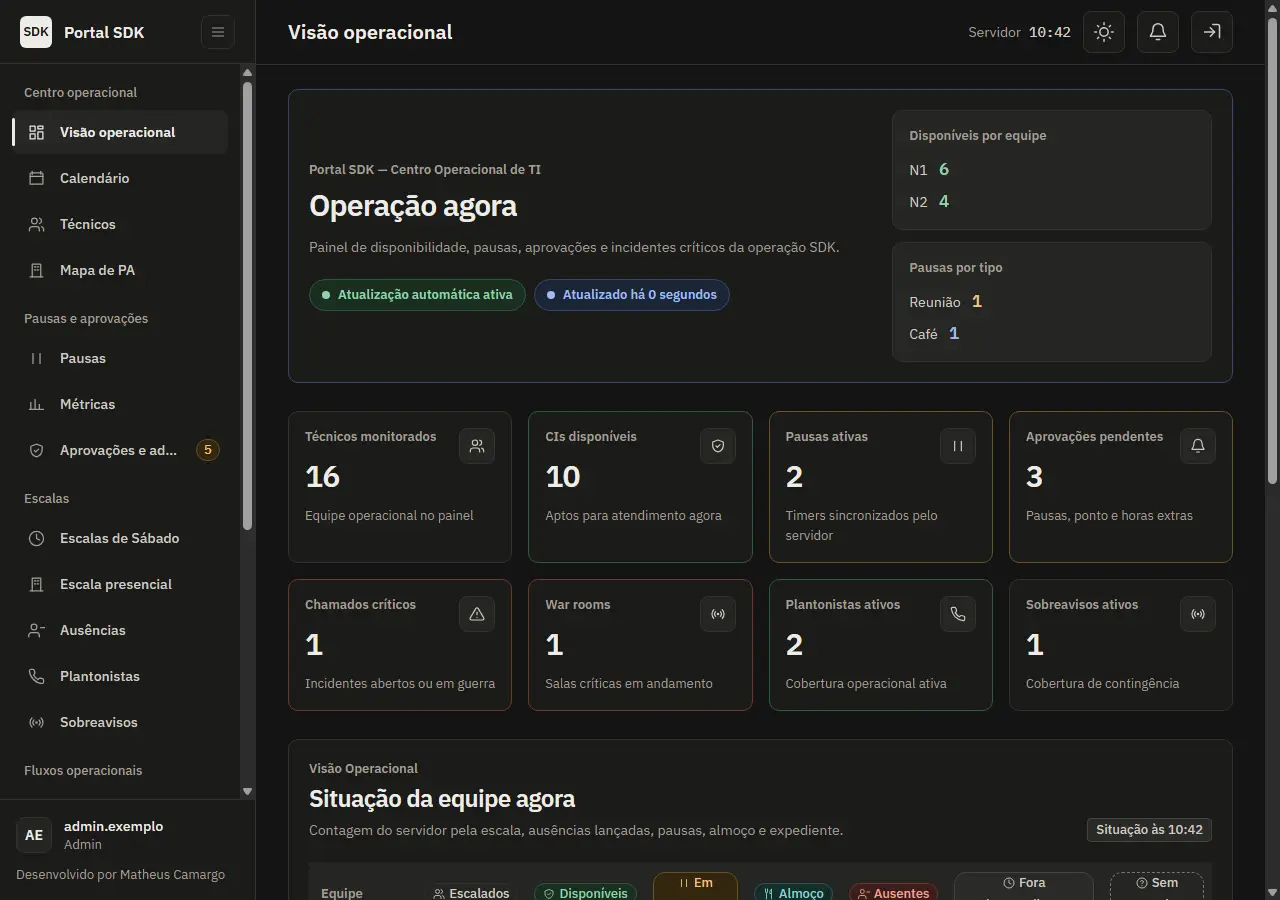 SDK Portal SDK
Centro operacional
Visão operacional
Calendário
Técnicos
Mapa de PA
Pausas e aprovações
Pausas
Métricas
Aprovações e ad... 5
Escalas
Escalas de Sábado
Escala presencial
Ausências
Plantonistas
Sobreavisos
Fluxos operacionais
AE admin.exemplo
Admin
Desenvolvido por Matheus Camargo
Visão operacional
Servidor 10:42
Portal SDK — Centro Operacional de TI
Operação agora
Painel de disponibilidade, pausas, aprovações e incidentes críticos da operação SDK.
Atualização automática ativa
Atualizado há 0 segundos
Disponíveis por equipe
N1 6
N2 4
Pausas por tipo
Reunião 1
Café 1
Técnicos monitorados
16
Equipe operacional no painel
CIs disponíveis
10
Aptos para atendimento agora
Pausas ativas
2
Timers sincronizados pelo
servidor
Aprovações pendentes
3
Pausas, ponto e horas extras
Chamados críticos
1
Incidentes abertos ou em guerra
War rooms
1
Salas críticas em andamento
Plantonistas ativos
2
Cobertura operacional ativa
Sobreavisos ativos
1
Cobertura de contingência
Visão Operacional
Situação da equipe agora
Contagem do servidor pela escala, ausências lançadas, pausas, almoço e expediente.
Situação às 10:42
Equipe
Escalados
Disponíveis
Em
Almoço
Ausentes
Fora
Sem